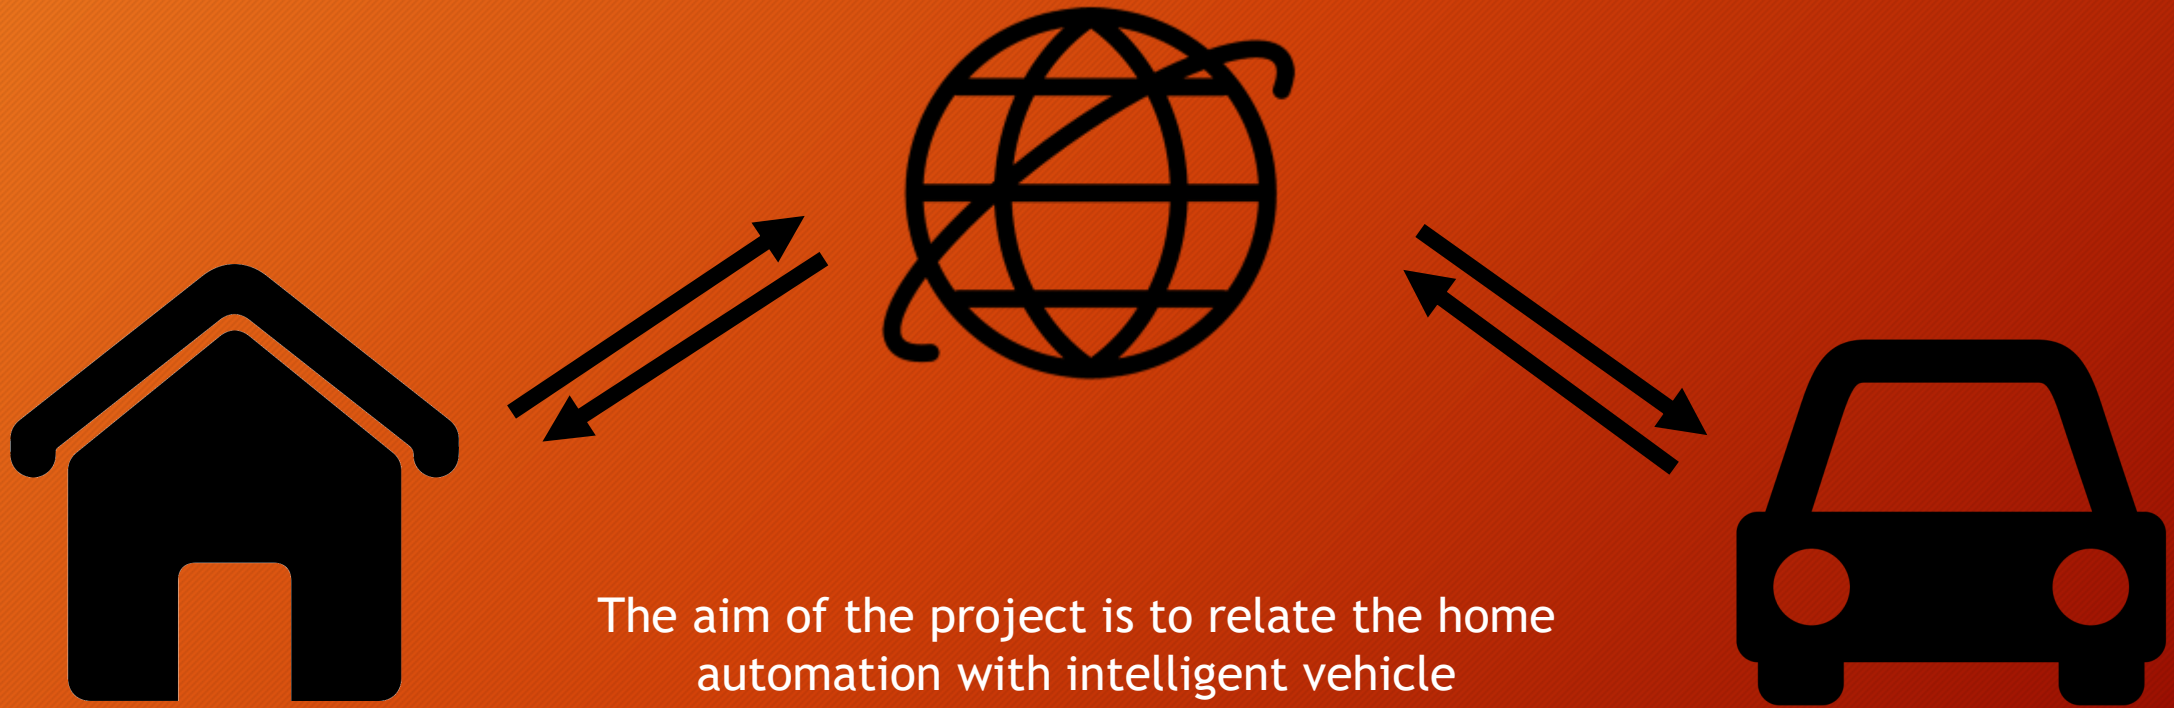 The aim of the project is to relate the home
automation with intelligent vehicle